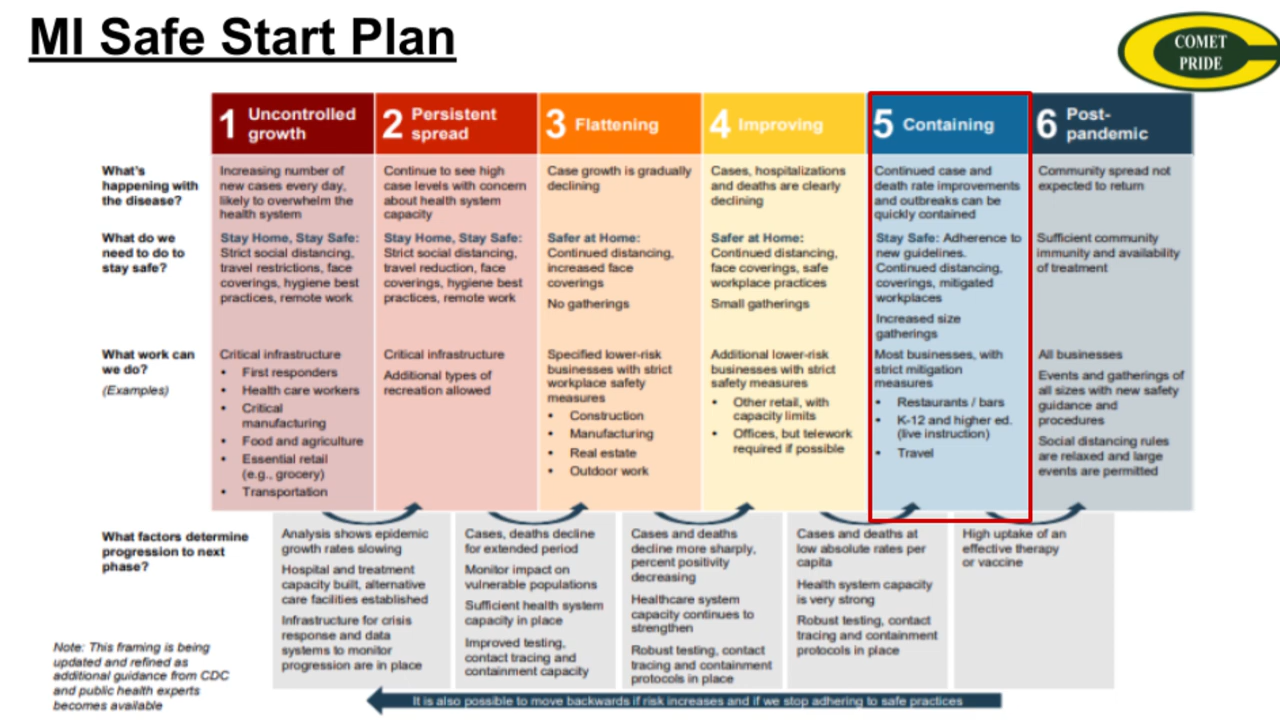 MI Safe Start Plan
COMET
PRIDE
1 Uncontrolled
growth
2 Persistent
spread
3 Flattening
4 Improving
5 Containing
6 Post-
pandemic
What's
happening with
the disease?
Increasing number of
new cases every day,
likely to overwhelm the
health system
Continue to see high
case levels with concern
about health system
capacity
Case growth is gradually
declining
Cases, hospitalizations
and deaths are clearly
declining
Continued case and
death rate improvements
and outbreaks can be
quickly contained
Community spread not
expected to return
What do we
need to do to
stay safe?
Stay Home, Stay Safe:
Strict social distancing,
travel restrictions, face
coverings, hygiene best
practices, remote work
Stay Home, Stay Safe:
Strict social distancing,
travel reduction, face
coverings, hygiene best
practices, remote work
Safer at Home:
Continued distancing,
increased face
coverings
No gatherings
Safer at Home:
Continued distancing,
face coverings, safe
workplace practices
Small gatherings
Stay Safe: Adherence to
new guidelines.
Continued distancing,
coverings, mitigated
workplaces
Increased size
gatherings
Sufficient community
immunity and availability
of treatment
What work can
we do?
(Examples)
Critical infrastructure
• First responders
• Health care workers
• Critical
manufacturing
• Food and agriculture
• Essential retail
(e.g., grocery)
• Transportation
Critical infrastructure
Additional types of
recreation allowed
Specified lower-risk
businesses with strict
workplace safety
measures
• Construction
• Manufacturing
• Real estate
• Outdoor work
Additional lower-risk
businesses with strict
safety measures
• Other retail, with
capacity limits
• Offices, but telework
required if possible
Most businesses, with
strict mitigation
measures
• Restaurants / bars
• K-12 and higher ed.
(live instruction)
• Travel
All businesses
Events and gatherings of
all sizes with new safety
guidance and
procedures
Social distancing rules
are relaxed and large
events are permitted
What factors determine
progression to next
phase?
Analysis shows epidemic
growth rates slowing
Hospital and treatment
capacity built, alternative
care facilities established
Infrastructure for crisis
response and data
systems to monitor
progression are in place
Cases, deaths decline
for extended period
Monitor impact on
vulnerable populations
Sufficient health system
capacity in place
Improved testing,
contact tracing and
containment capacity
Cases and deaths
decline more sharply,
percent positivity
decreasing
Healthcare system
capacity continues to
strengthen
Robust testing, contact
tracing and containment
protocols in place
Cases and deaths at
low absolute rates per
capita
Health system capacity
is very strong
Robust testing, contact
tracing and containment
protocols in place
High uptake of an
effective therapy
or vaccine
Note: This framing is being
updated and refined as
additional guidance from CDC
and public health experts
becomes available
It is also possible to move backwards if risk increases and if we stop adhering to safe practices